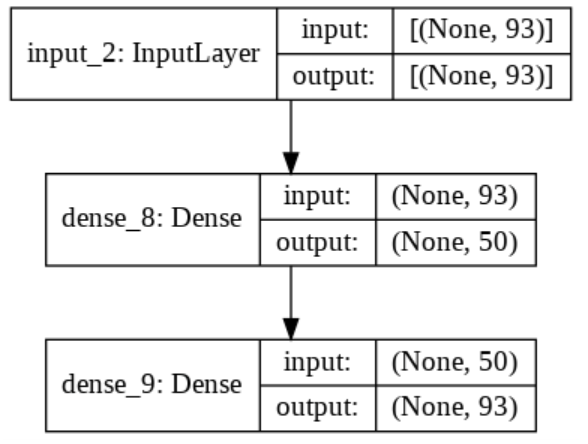 input_2: InputLayer
input: [(None, 93)]
output: [(None, 93)]
dense_8: Dense
input: (None, 93)
output: (None, 50)
dense_9: Dense
input: (None, 50)
output: (None, 93)